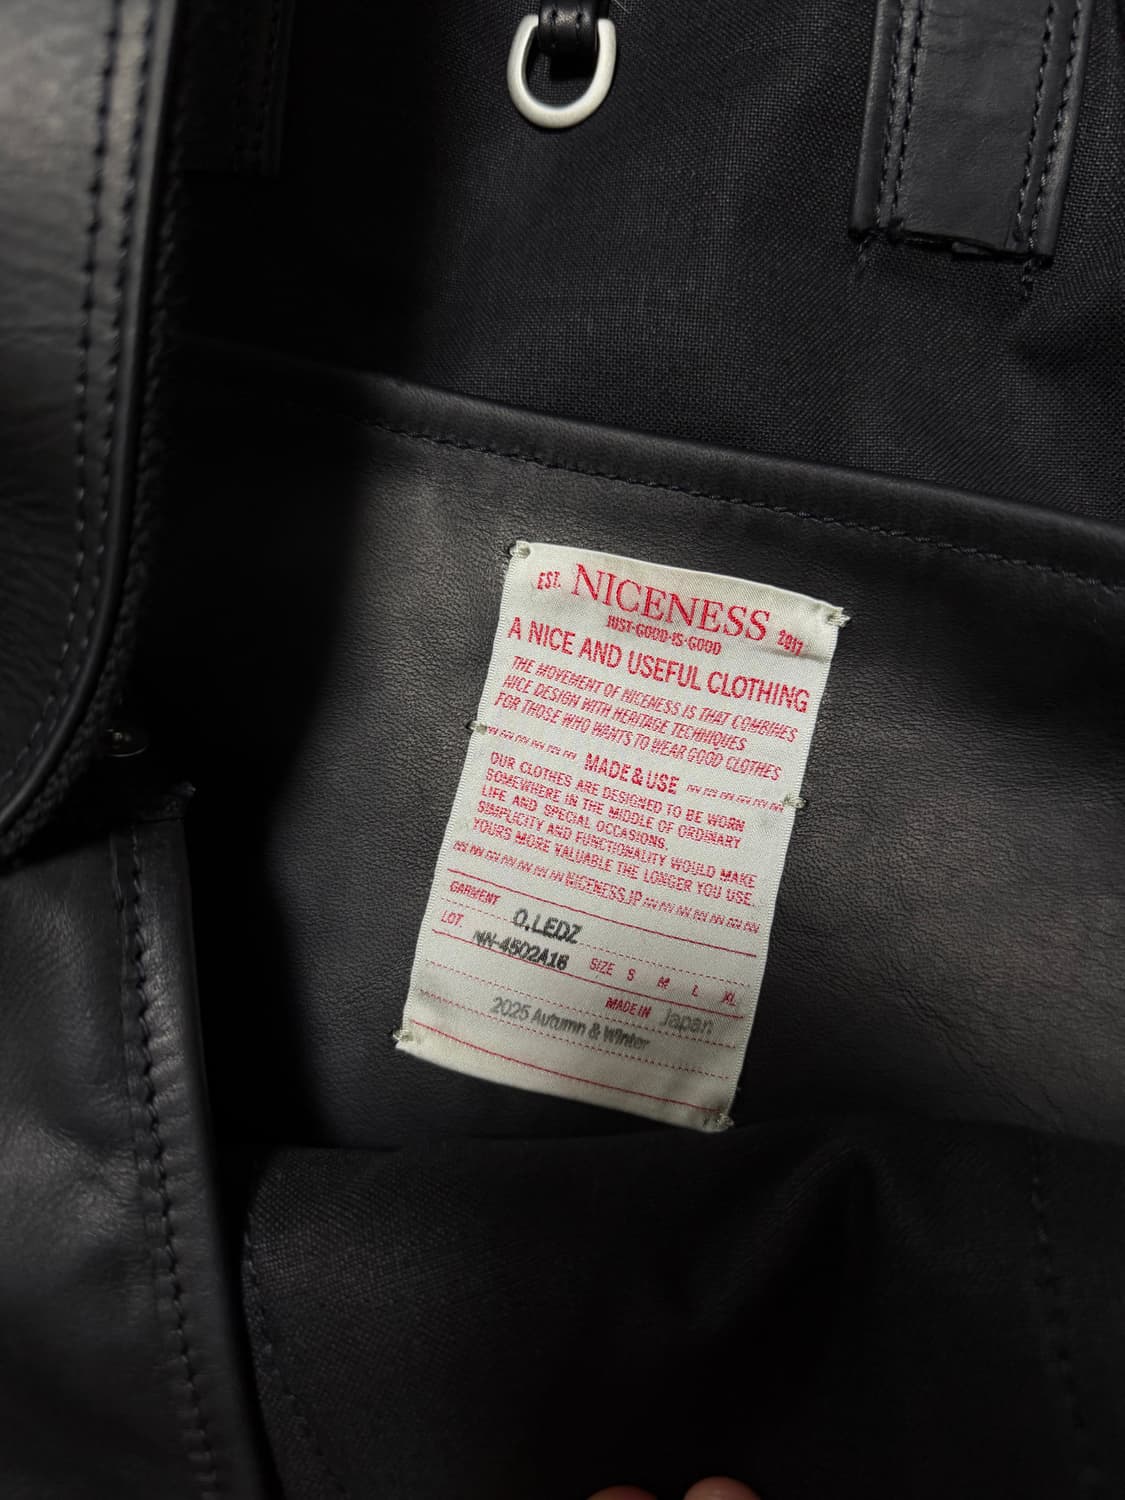 EST. NICENESS 2017
JUST-GOOD-IS-GOOD
A NICE AND USEFUL CLOTHING
THE MOVEMENT OF NICENESS IS THAT COMBINES
NICE DESIGN WITH HERITAGE TECHNIQUES
FOR THOSE WHO WANTS TO WEAR GOOD CLOTHES
MADE & USE
OUR CLOTHES ARE DESIGNED TO BE WORN
SOMEWHERE IN THE MIDDLE OF ORDINARY
LIFE AND SPECIAL OCCASIONS.
SIMPLICITY AND FUNCTIONALITY WOULD MAKE
YOURS MORE VALUABLE THE LONGER YOU USE.
NICENESS.JP
GARMENT O.LEDZ
LOT. NN-4502A16 SIZE S M L XL
MADE IN Japan
2025 Autumn & Winter